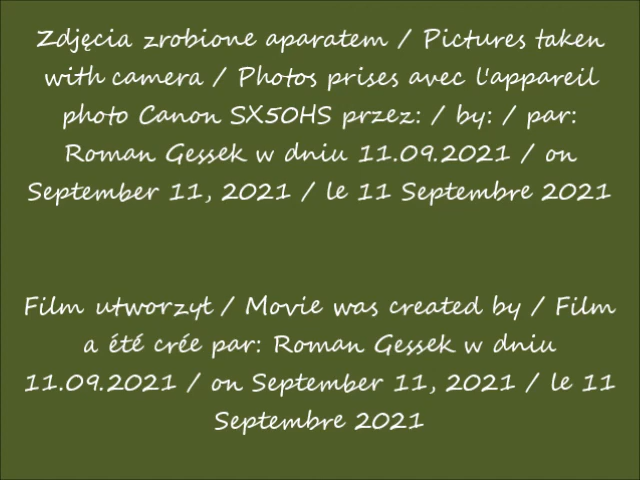 Zdjęcia zrobione aparatem / Pictures taken
with camera / Photos prises avec l'appareil
photo Canon SX50HS przez: / by: / par:
Roman Gessek w dniu 11.09.2021 / on
September 11, 2021 / le 11 Septembre 2021
Film utworzył / Movie was created by / Film
a été crée par: Roman Gessek w dniu
11.09.2021 / on September 11, 2021 / le 11
Septembre 2021